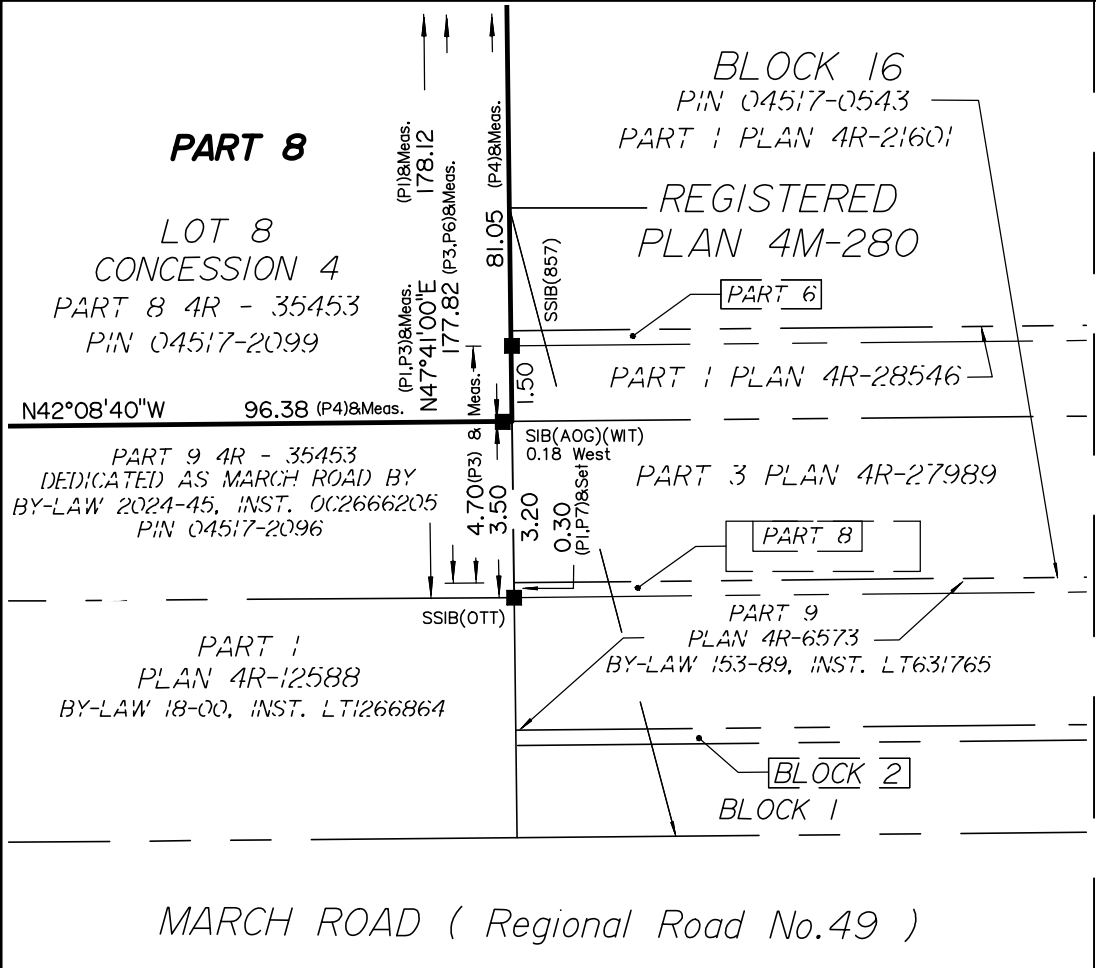 BLOCK 16
PIN 04517-0543
PART 1 PLAN 4R-21601
REGISTERED
PLAN 4M-280
PART 8
LOT 8
CONCESSION 4
PART 8 4R - 35453
PIN 04517-2099
(P1)&Meas.
178.12
(P1,P3)&Meas.
N47°41'00"E
177.82 (P3,P6)&Meas.
81.05 (P4)&Meas.
SSIB(857)
PART 6
PART 1 PLAN 4R-28546
1.50
N42°08'40"W 96.38 (P4)&Meas.
SIB(AOG)(WIT)
0.18 West
PART 9 4R - 35453
DEDICATED AS MARCH ROAD BY
BY-LAW 2024-45, INST. OC2666205
PIN 04517-2096
4.70(P3) & Meas.
3.50
3.20
0.30
(P1,P7)&Set
PART 3 PLAN 4R-27989
PART 8
SSIB(OTT)
PART 9
PLAN 4R-6573
BY-LAW 153-89, INST. LT631765
PART 1
PLAN 4R-12588
BY-LAW 18-00, INST. LT1266864
BLOCK 2
BLOCK 1
MARCH ROAD ( Regional Road No.49 )